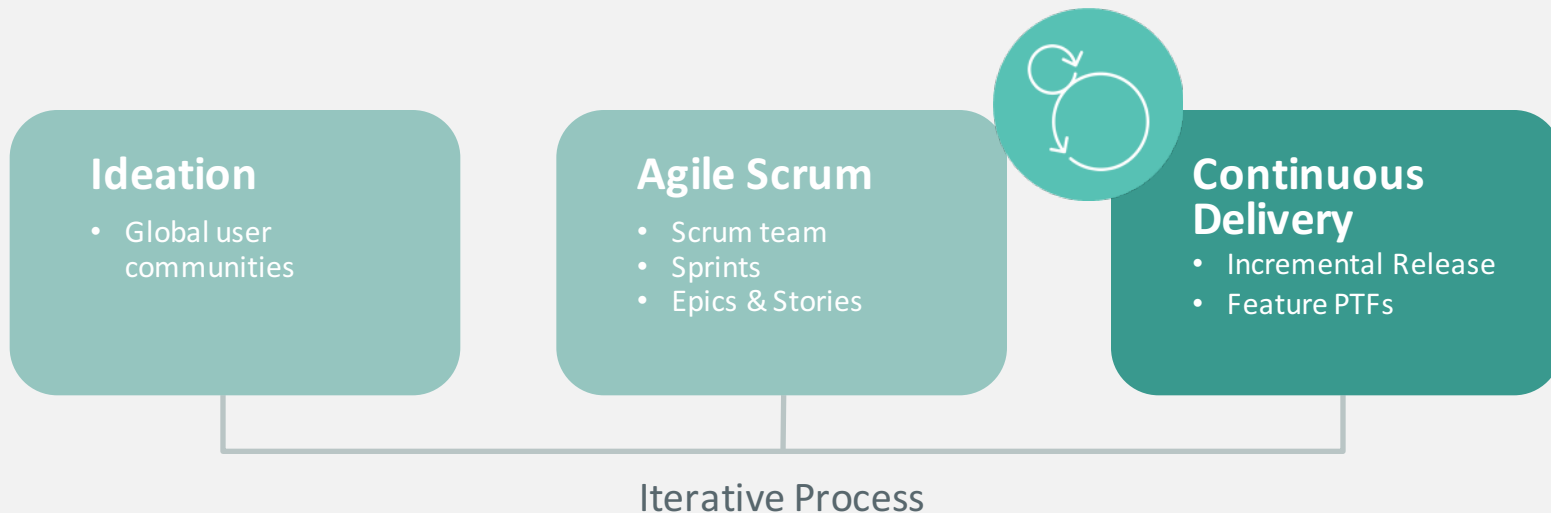 Ideation
• Global user
communities
Agile Scrum
• Scrum team
• Sprints
• Epics & Stories
Continuous
Delivery
• Incremental Release
• Feature PTFs
Iterative Process